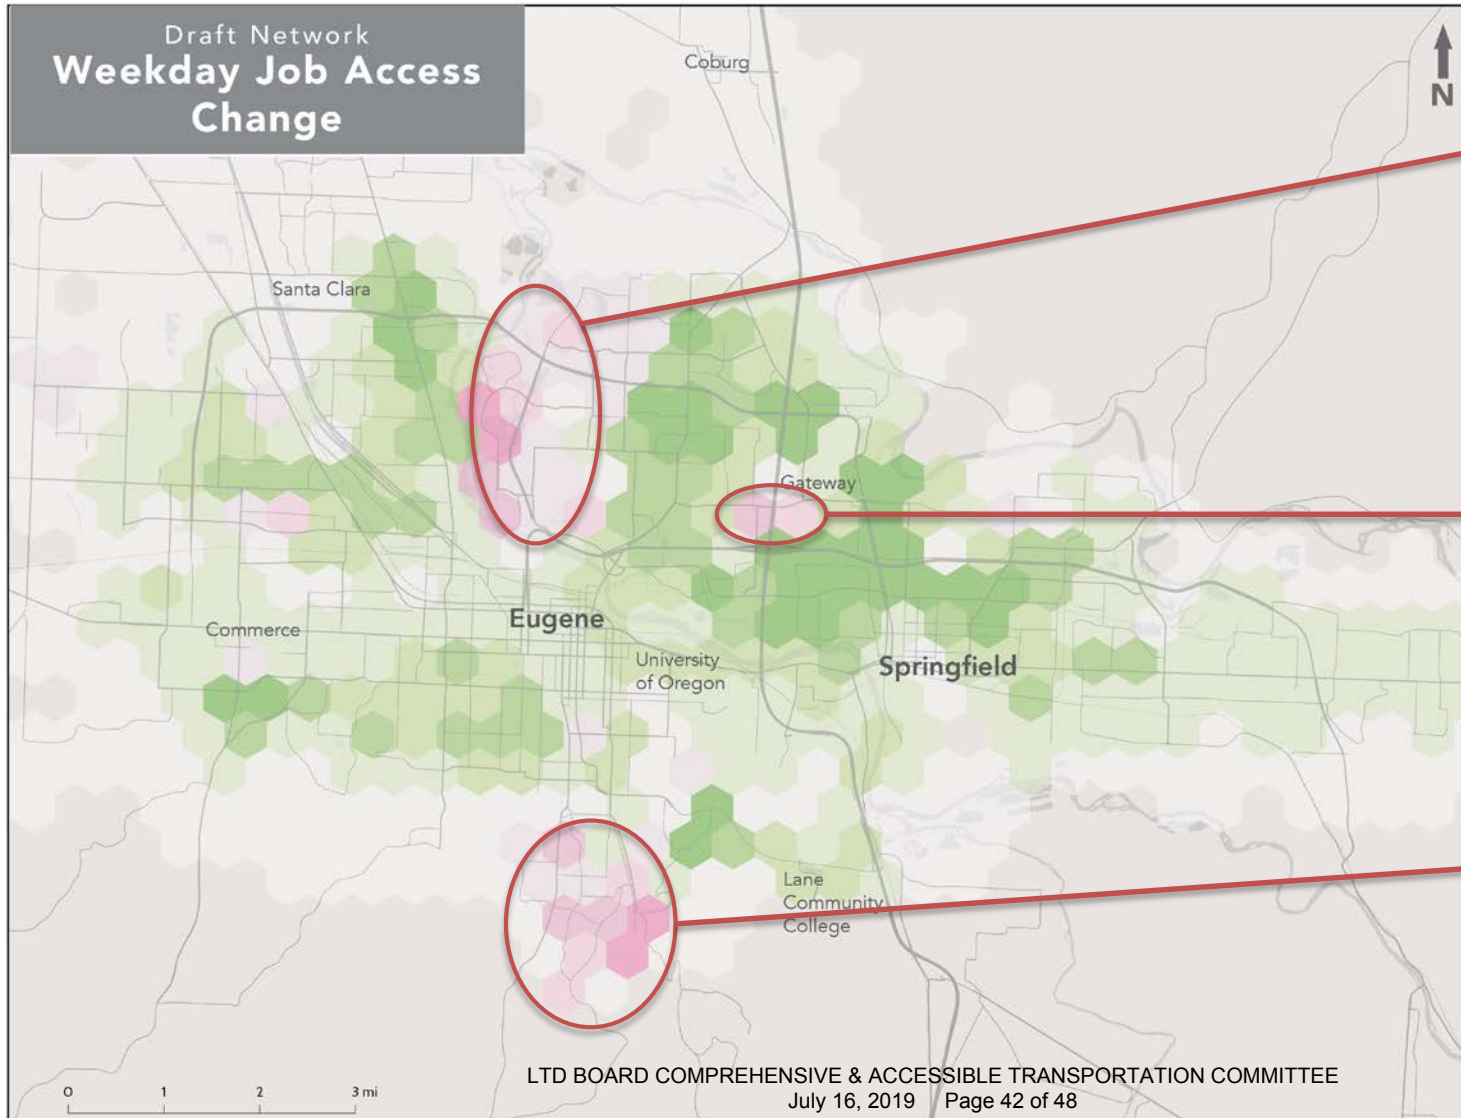 Draft Network
Weekday Job Access
Change
Coburg
N
Santa Clara
Gateway
Eugene
Commerce
University
of Oregon
Springfield
Lane
Community
College
0 1 2 3 mi
LTD BOARD COMPREHENSIVE & ACCESSIBLE TRANSPORTATION COMMITTEE
July 16, 2019 Page 42 of 48